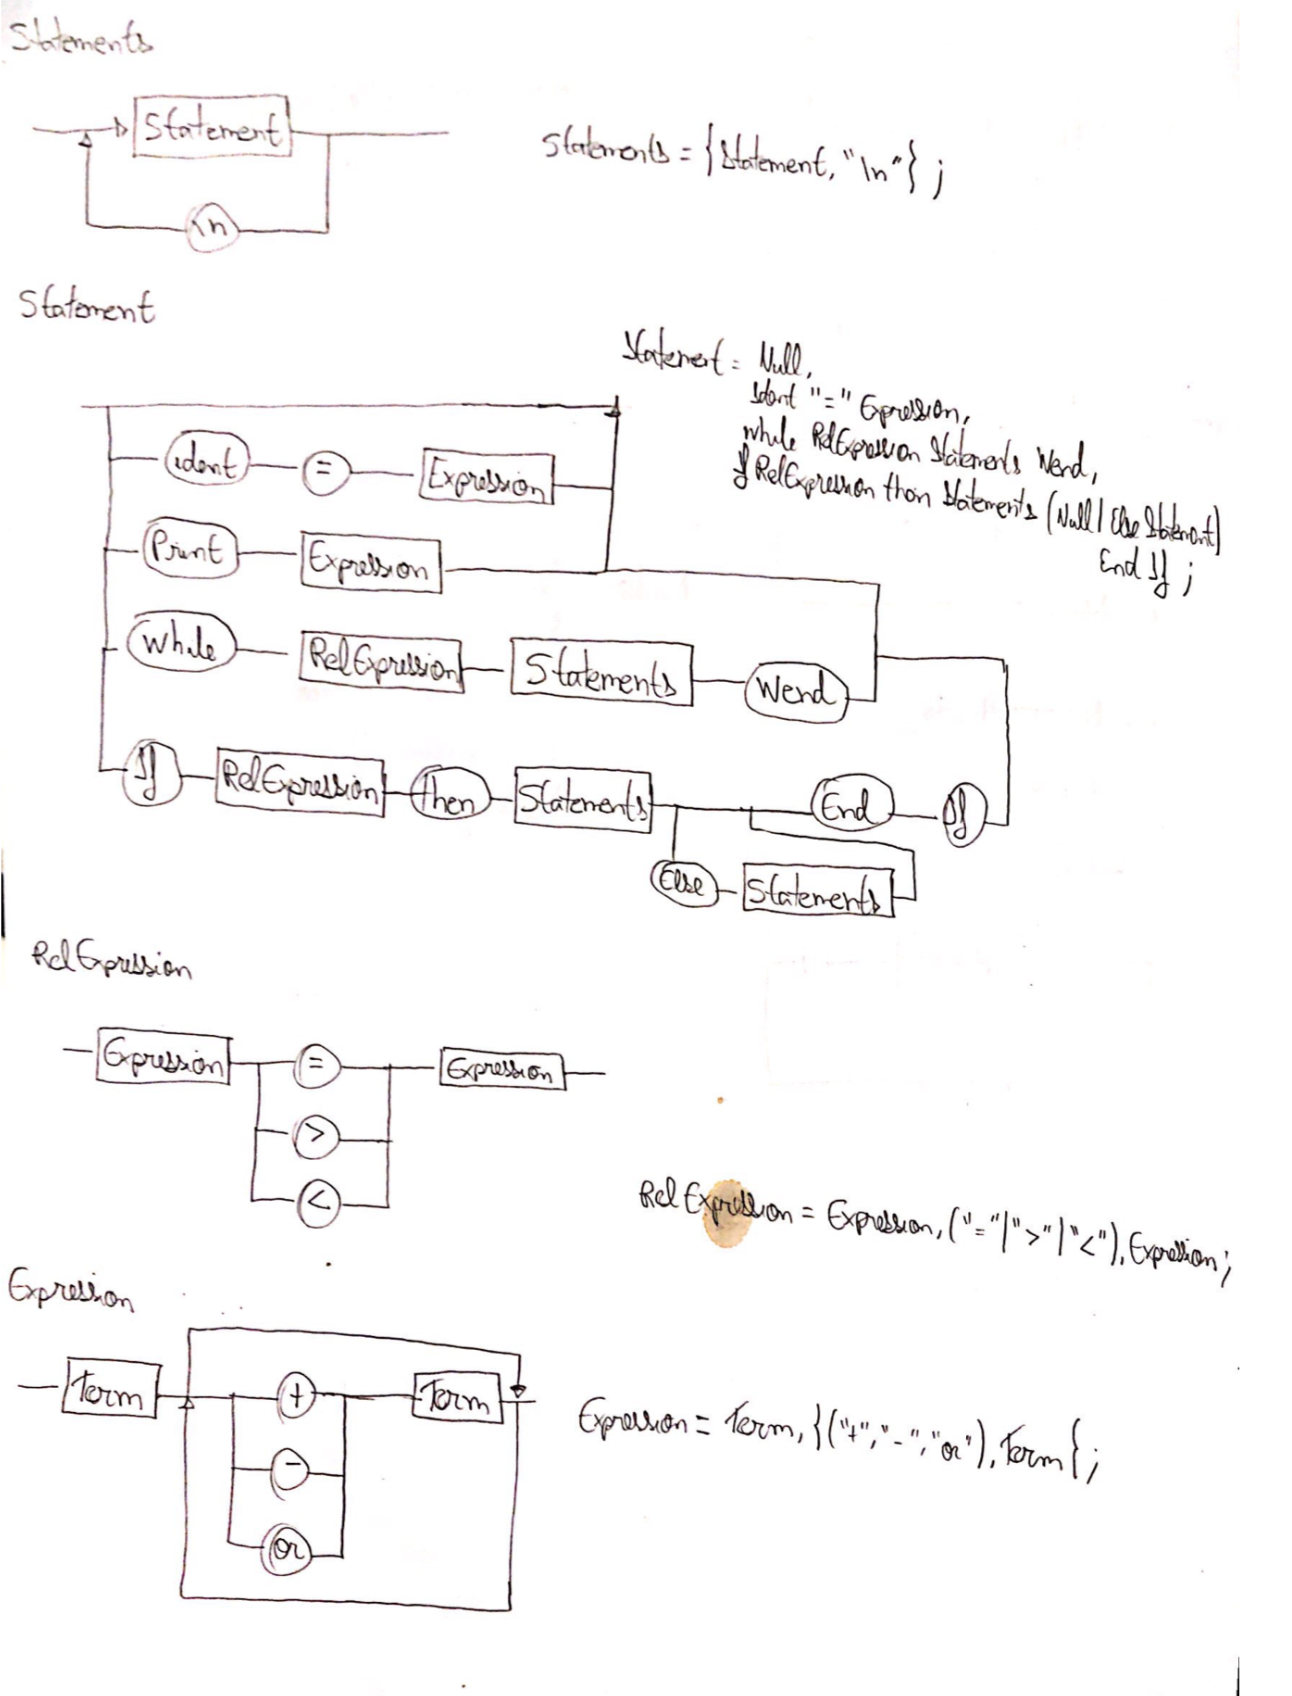 Statements
Statement
Statements = {Statement, "\n"} ;
\n
Statement
Statement = Null,
ident "=" Expression,
while RelExpression Statements Wend,
If RelExpression then Statements (Null | Else Statement)
End If ;
ident = Expression
Print Expression
While RelExpression Statements Wend
If RelExpression then Statements End If
Else Statements
RelExpression
Expression = Expression
>
<
RelExpression = Expression, ("="|">"|"<"), Expression;
Expression
Term + Term
-
or
Expression = Term, {("+","-","or"), Term{;